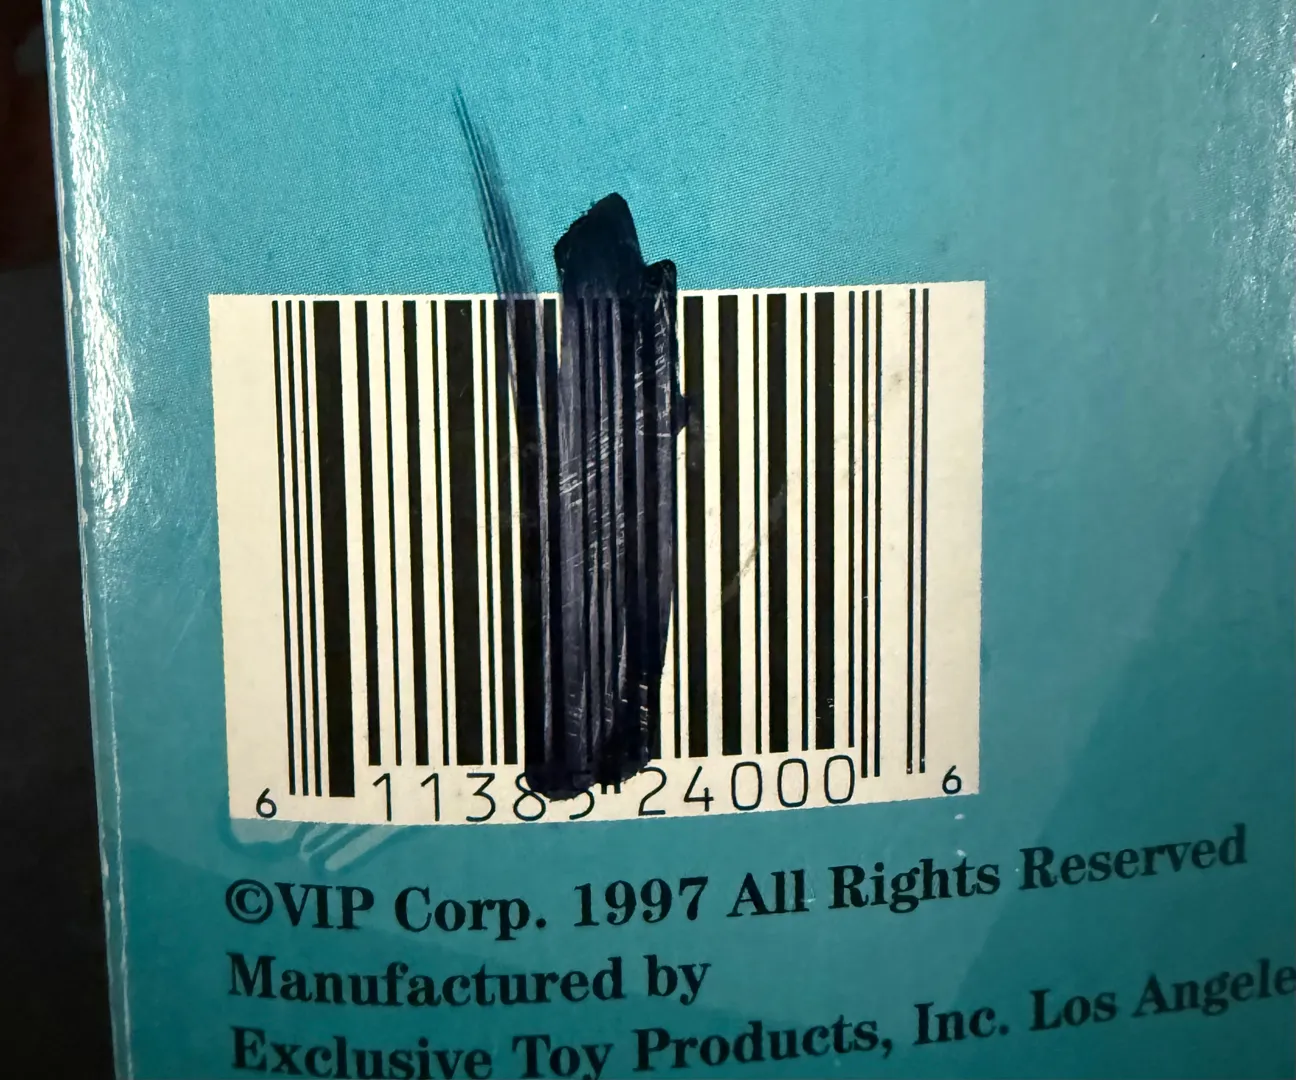 6 11385 24000 6
©VIP Corp. 1997 All Rights Reserved
Manufactured by
Exclusive Toy Products, Inc. Los Angele